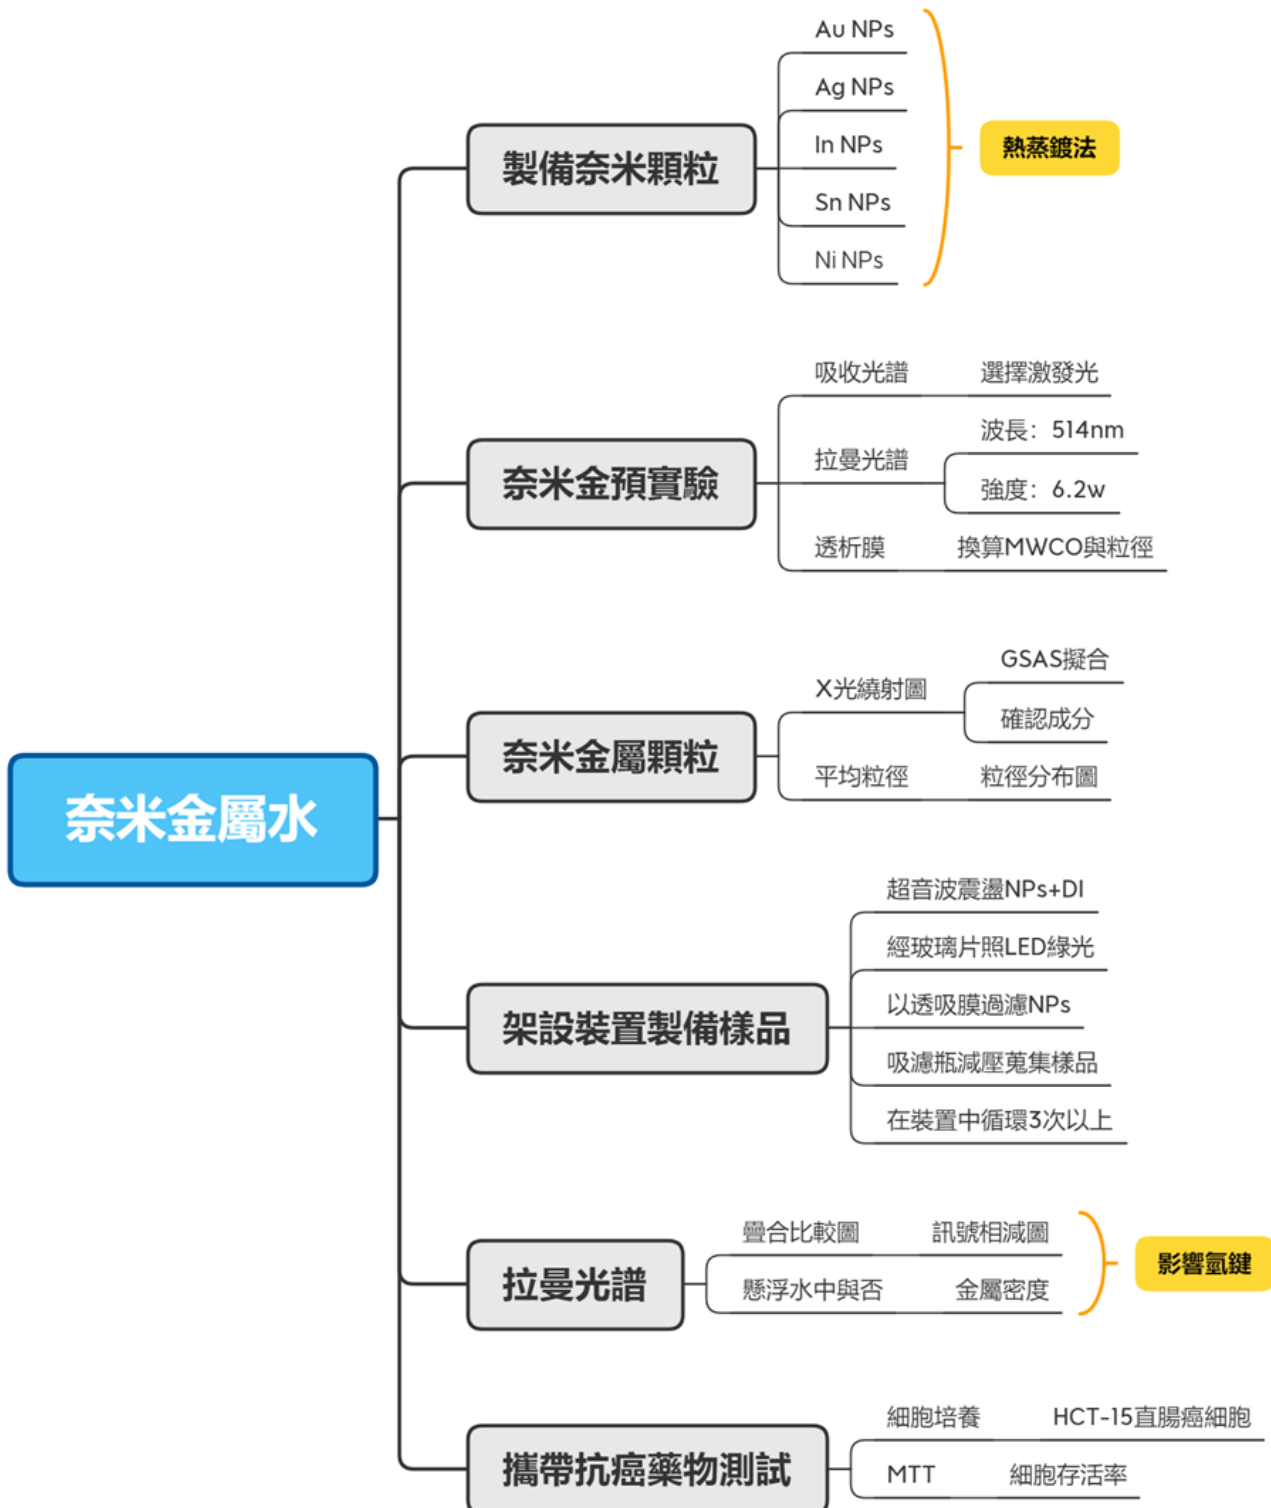 奈米金屬水
製備奈米顆粒
Au NPs
Ag NPs
In NPs
Sn NPs
Ni NPs
熱蒸鍍法
奈米金預實驗
吸收光譜
選擇激發光
拉曼光譜
波長：514nm
強度：6.2w
透析膜
換算MWCO與粒徑
奈米金屬顆粒
X光繞射圖
GSAS擬合
確認成分
平均粒徑
粒徑分布圖
架設裝置製備樣品
超音波震盪NPs+DI
經玻璃片照LED綠光
以透吸膜過濾NPs
吸濾瓶減壓蒐集樣品
在裝置中循環3次以上
拉曼光譜
疊合比較圖
訊號相減圖
懸浮水中與否
金屬密度
影響氫鍵
攜帶抗癌藥物測試
細胞培養
HCT-15直腸癌細胞
MTT
細胞存活率